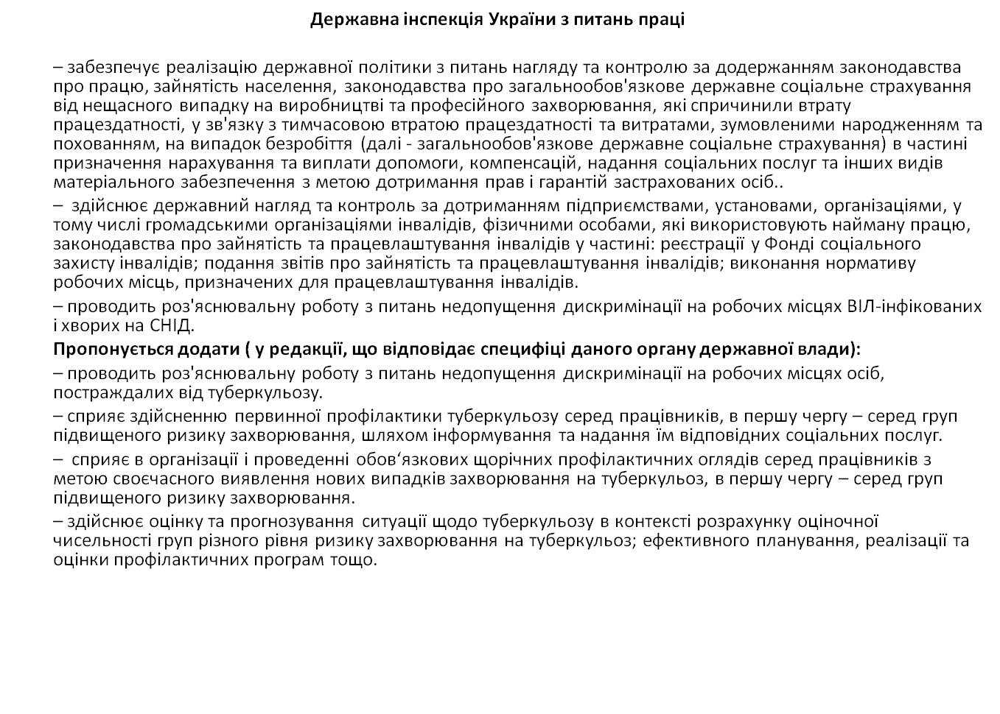 Державна інспекція України з питань праці
– забезпечує реалізацію державної політики з питань нагляду та контролю за додержанням законодавства
про працю, зайнятість населення, законодавства про загальнообов'язкове державне соціальне страхування
від нещасного випадку на виробництві та професійного захворювання, які спричинили втрату
працездатності, у зв'язку з тимчасовою втратою працездатності та витратами, зумовленими народженням та
похованням, на випадок безробіття (далі - загальнообов'язкове державне соціальне страхування) в частині
призначення нарахування та виплати допомоги, компенсацій, надання соціальних послуг та інших видів
матеріального забезпечення з метою дотримання прав і гарантій застрахованих осіб..
– здійснює державний нагляд та контроль за дотриманням підприємствами, установами, організаціями, у
тому числі громадськими організаціями інвалідів, фізичними особами, які використовують найману працю,
законодавства про зайнятість та працевлаштування інвалідів у частині: реєстрації у Фонді соціального
захисту інвалідів; подання звітів про зайнятість та працевлаштування інвалідів; виконання нормативу
робочих місць, призначених для працевлаштування інвалідів.
– проводить роз'яснювальну роботу з питань недопущення дискримінації на робочих місцях ВІЛ-інфікованих
і хворих на СНІД.
Пропонується додати ( у редакції, що відповідає специфіці даного органу державної влади):
– проводить роз'яснювальну роботу з питань недопущення дискримінації на робочих місцях осіб,
постраждалих від туберкульозу.
– сприяє здійсненню первинної профілактики туберкульозу серед працівників, в першу чергу – серед груп
підвищеного ризику захворювання, шляхом інформування та надання їм відповідних соціальних послуг.
– сприяє в організації і проведенні обов‘язкових щорічних профілактичних оглядів серед працівників з
метою своєчасного виявлення нових випадків захворювання на туберкульоз, в першу чергу – серед груп
підвищеного ризику захворювання.
– здійснює оцінку та прогнозування ситуації щодо туберкульозу в контексті розрахунку оціночної
чисельності груп різного рівня ризику захворювання на туберкульоз; ефективного планування, реалізації та
оцінки профілактичних програм тощо.